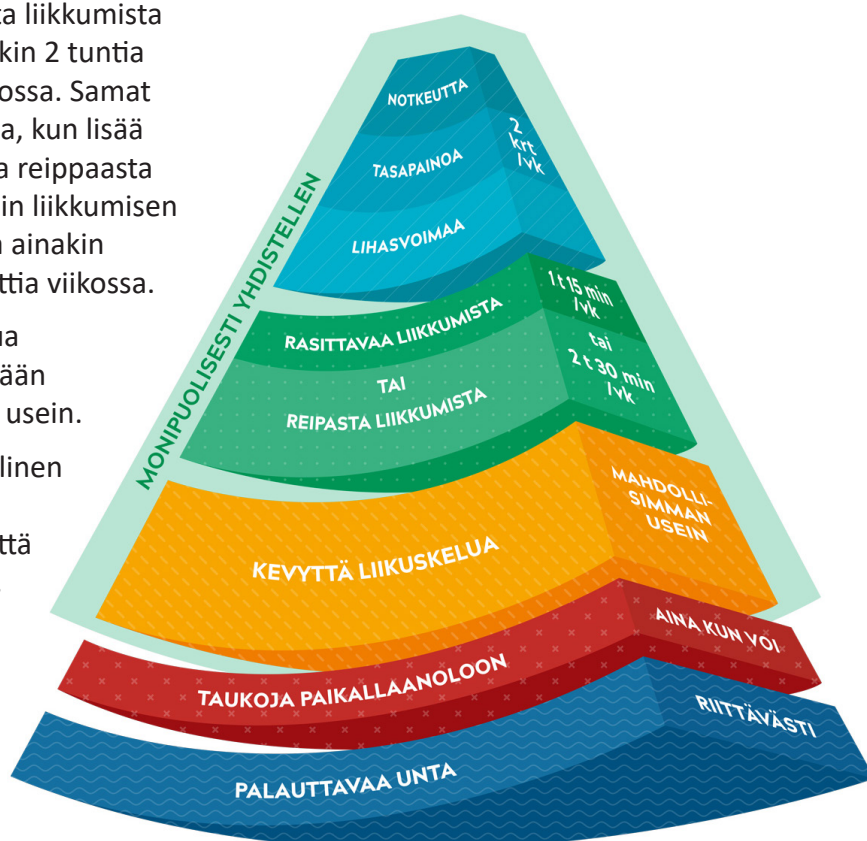 ta liikkumista
kin 2 tuntia
ossa. Samat
a, kun lisää
a reippaasta
in liikkumisen
ainakin
ttia viikossa.
ua
ään
usein.
linen
ttä
MONIPUOLISESTI YHDISTELLEN
NOTKEUTTA
TASAPAINOA
LIHASVOIMAA
2
krt
/vk
RASITTAVAA LIIKKUMISTA
TAI
REIPASTA LIIKKUMISTA
1 t 15 min
/vk
tai
2 t 30 min
/vk
KEVYTTÄ LIIKUSKELUA
MAHDOLLI-
SIMMAN
USEIN
TAUKOJA PAIKALLAANOLOON
AINA KUN VOI
PALAUTTAVAA UNTA
RIITTÄVÄSTI